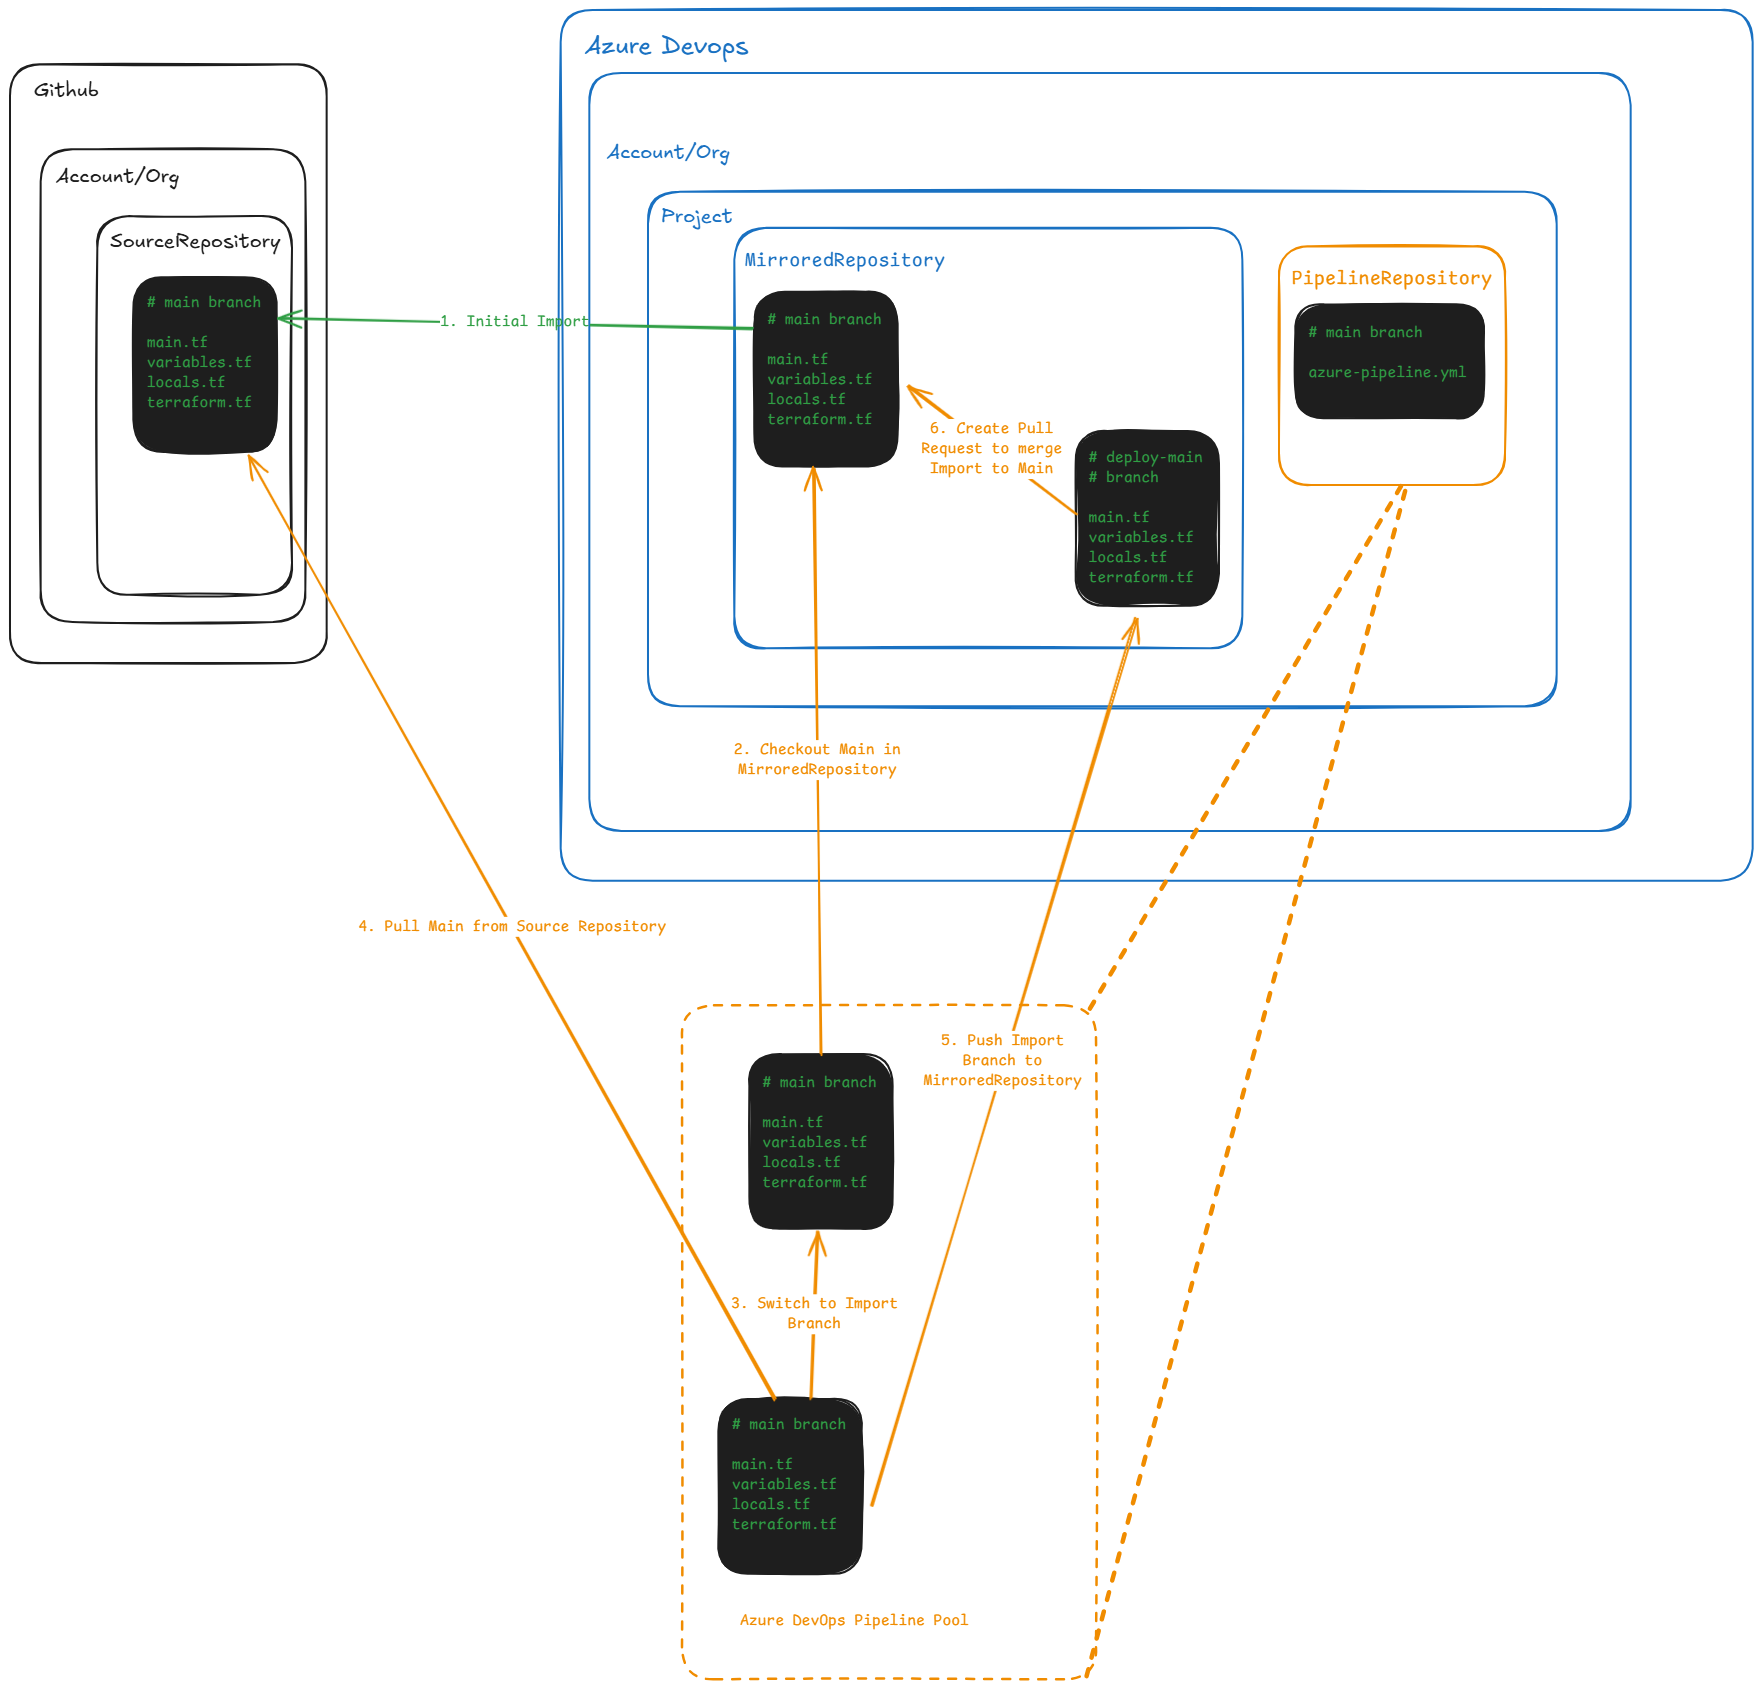 Azure Devops
Github
Account/Org
Account/Org
SourceRepository
# main branch
main.tf
variables.tf
locals.tf
terraform.tf
1. Initial Import
Project
MirroredRepository
# main branch
main.tf
variables.tf
locals.tf
terraform.tf
6. Create Pull
Request to merge
Import to Main
# deploy-main
# branch
main.tf
variables.tf
locals.tf
terraform.tf
PipelineRepository
# main branch
azure-pipeline.yml
2. Checkout Main in
MirroredRepository
4. Pull Main from Source Repository
5. Push Import
Branch to
MirroredRepository
# main branch
main.tf
variables.tf
locals.tf
terraform.tf
3. Switch to Import
Branch
# main branch
main.tf
variables.tf
locals.tf
terraform.tf
Azure DevOps Pipeline Pool